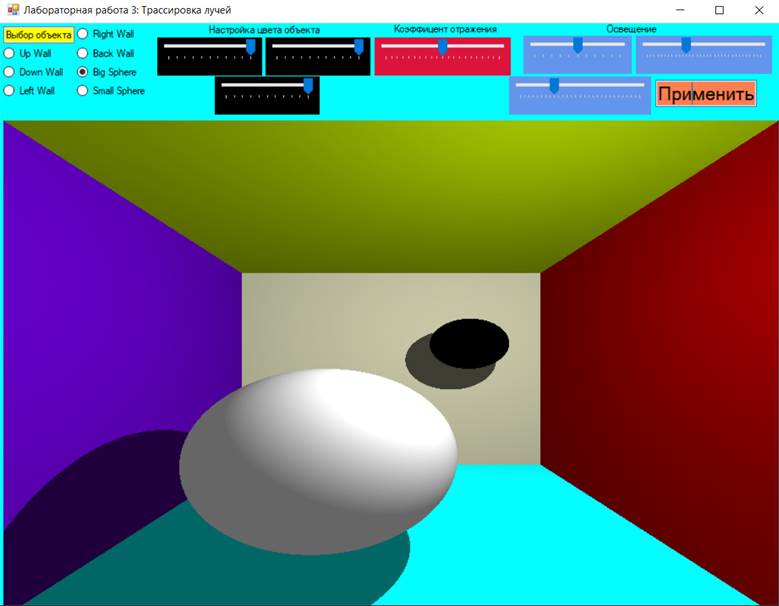 Лабораторная работа 3: Трассировка лучей
Выбор объекта
Up Wall
Down Wall
Left Wall
Right Wall
Back Wall
Big Sphere
Small Sphere
Настройка цвета объекта
Коэффицент отражения
Освещение
Применить